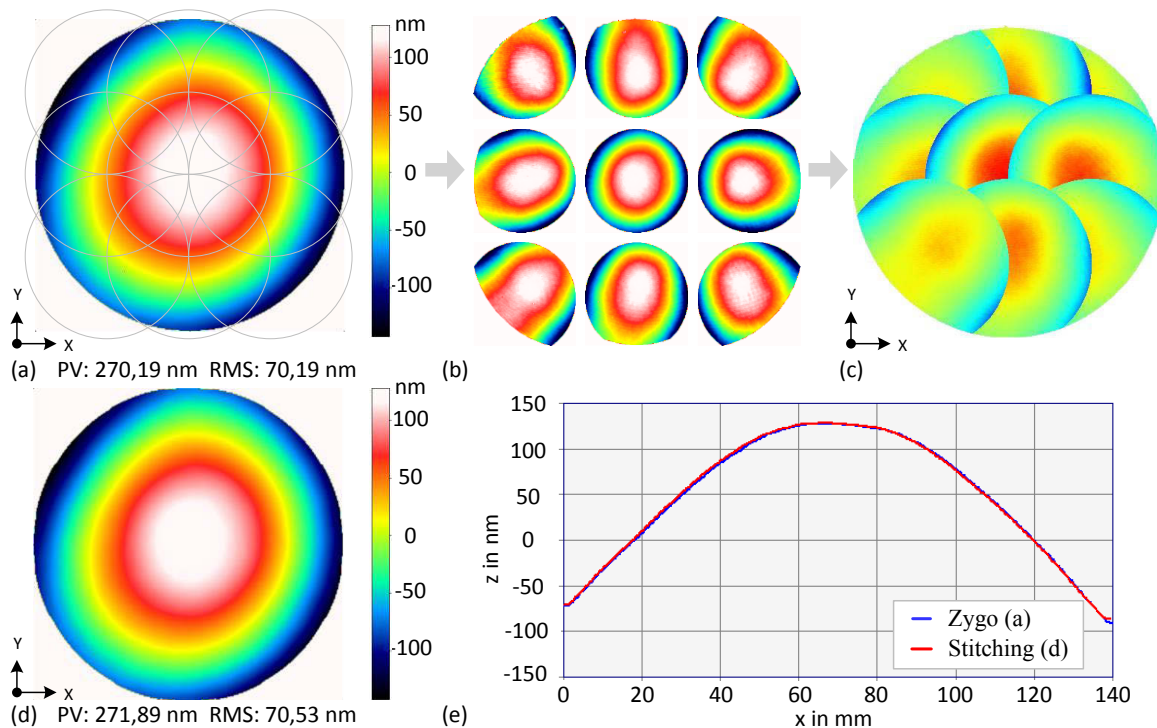 nm
100
50
0
-50
-100
Y
X
(a) PV: 270,19 nm RMS: 70,19 nm
(b)
Y
X
(c)
nm
100
50
0
-50
-100
Y
X
(d) PV: 271,89 nm RMS: 70,53 nm
150
100
50
0
-50
-100
-150
z in nm
Zygo (a)
Stitching (d)
0 20 40 60 80 100 120 140
x in mm
(e)